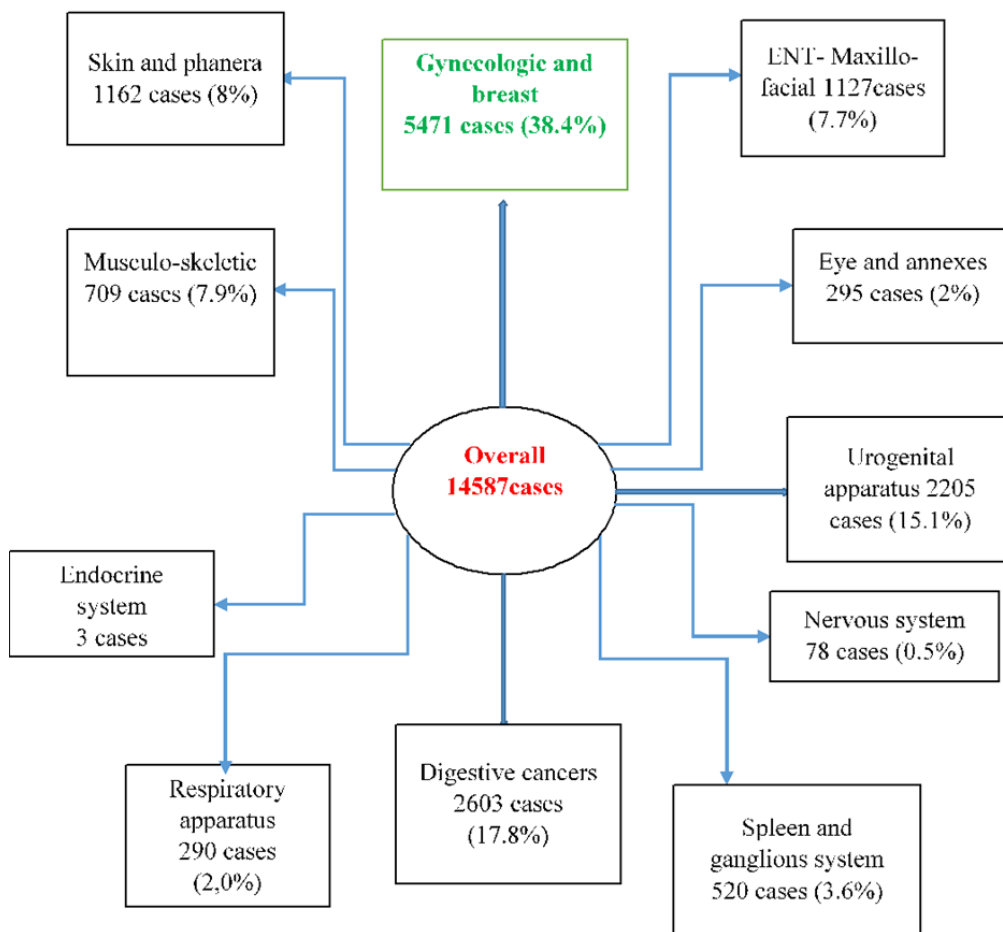 Skin and phanera
1162 cases (8%)
Gynecologic and
breast
5471 cases (38.4%)
ENT- Maxillo-
facial 1127cases
(7.7%)
Musculo-skeletic
709 cases (7.9%)
Eye and annexes
295 cases (2%)
Overall
14587cases
Urogenital
apparatus 2205
cases (15.1%)
Endocrine
system
3 cases
Nervous system
78 cases (0.5%)
Respiratory
apparatus
290 cases
(2,0%)
Digestive cancers
2603 cases
(17.8%)
Spleen and
ganglions system
520 cases (3.6%)